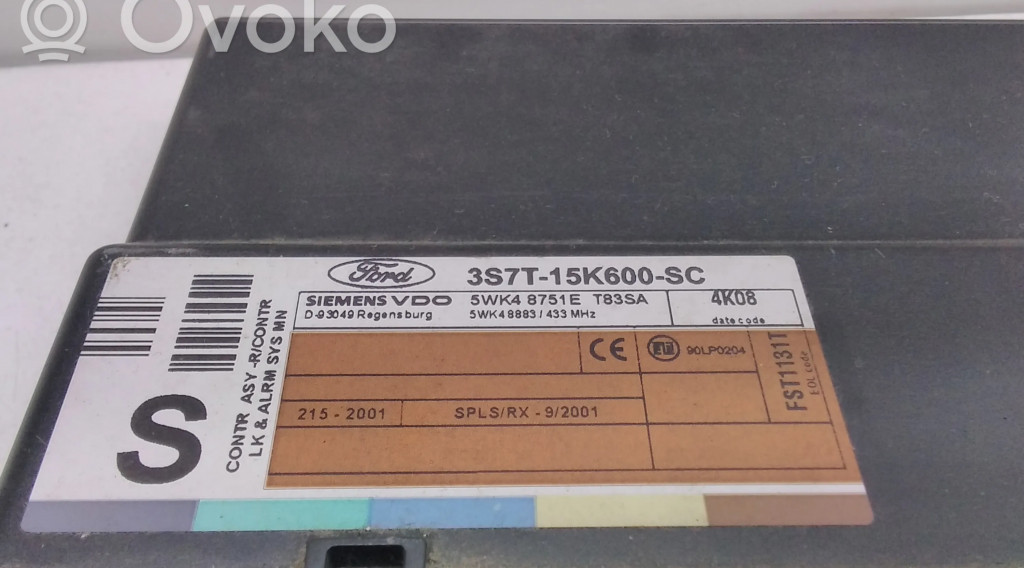 OVOKO
Ford
3S7T-15K600-SC
SIEMENS VDO
D-93049 Regensburg
5WK4 8751E T83SA
5WK4 8883 / 433 MHz
4K08
date code
CE
90LP0204
FST1131T
EOL code
215 - 2001
SPLS/RX - 9/2001
S
CONTR ASY -R/CONTR
LK & ALRM SYS MN